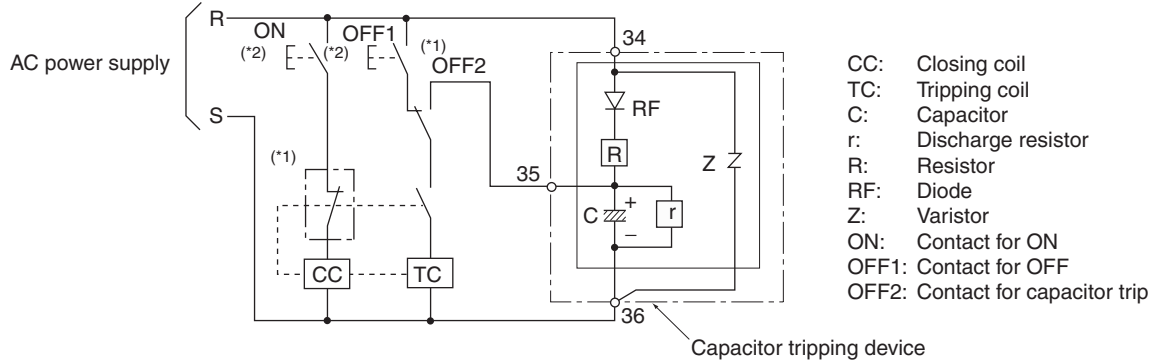 AC power supply
R
S
ON
(*2)
(*2)
OFF1
(*1)
OFF2
(*1)
CC
TC
34
35
36
RF
R
C
+
–
r
Z
Capacitor tripping device
CC: Closing coil
TC: Tripping coil
C: Capacitor
r: Discharge resistor
R: Resistor
RF: Diode
Z: Varistor
ON: Contact for ON
OFF1: Contact for OFF
OFF2: Contact for capacitor trip